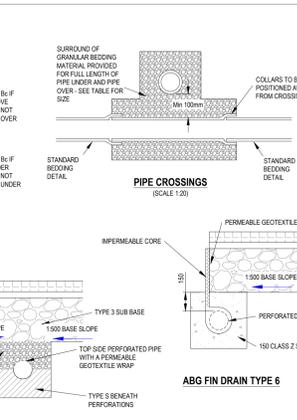 SURROUND OF
GRANULAR BEDDING
MATERIAL PROVIDED
FOR FULL LENGTH OF
PIPE UNDER AND PIPE
OVER - SEE TABLE FOR
SIZE
Bc IF
NOT
OVER
Bc IF
NOT
UNDER
Min 100mm
COLLARS TO B
POSITIONED A
FROM CROSSI
STANDARD
BEDDING
DETAIL
STANDARD
BEDDING
DETAIL
PIPE CROSSINGS
(SCALE 1:20)
PERMEABLE GEOTEXTILE
IMPERMEABLE CORE
150
1:500 BASE SLOPE
PERFORATED
150 CLASS Z
ABG FIN DRAIN TYPE 6
TYPE 3 SUB BASE
1:500 BASE SLOPE
TOP SIDE PERFORATED PIPE
WITH A PERMEABLE
GEOTEXTILE WRAP
TYPE S BENEATH
PERFORATIONS